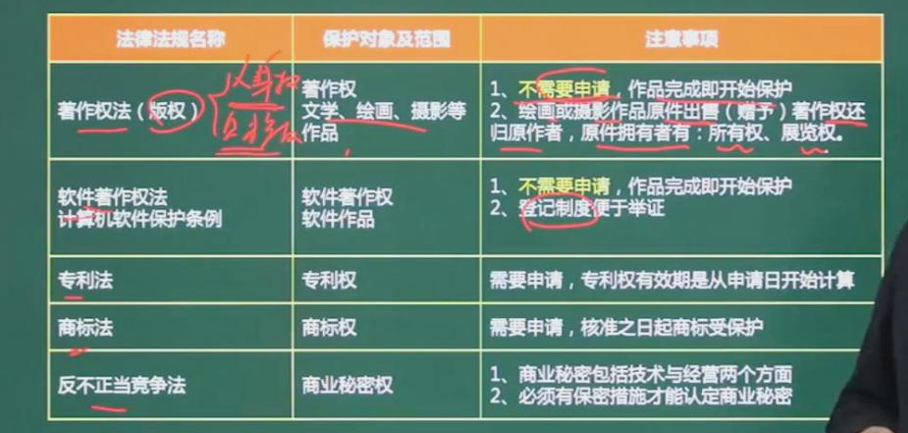 法律法规名称
保护对象及范围
注意事项
著作权法（版权）
人身权
著作权
文学、绘画、摄影等
作品
1、不需要申请，作品完成即开始保护
2、绘画或摄影作品原件出售（赠予）著作权还
归原作者，原件拥有者有：所有权、展览权。
软件著作权法
计算机软件保护条例
软件著作权
软件作品
1、不需要申请，作品完成即开始保护
2、登记制度便于举证
专利法
专利权
需要申请，专利权有效期是从申请日开始计算
商标法
商标权
需要申请，核准之日起商标受保护
反不正当竞争法
商业秘密权
1、商业秘密包括技术与经营两个方面
2、必须有保密措施才能认定商业秘密